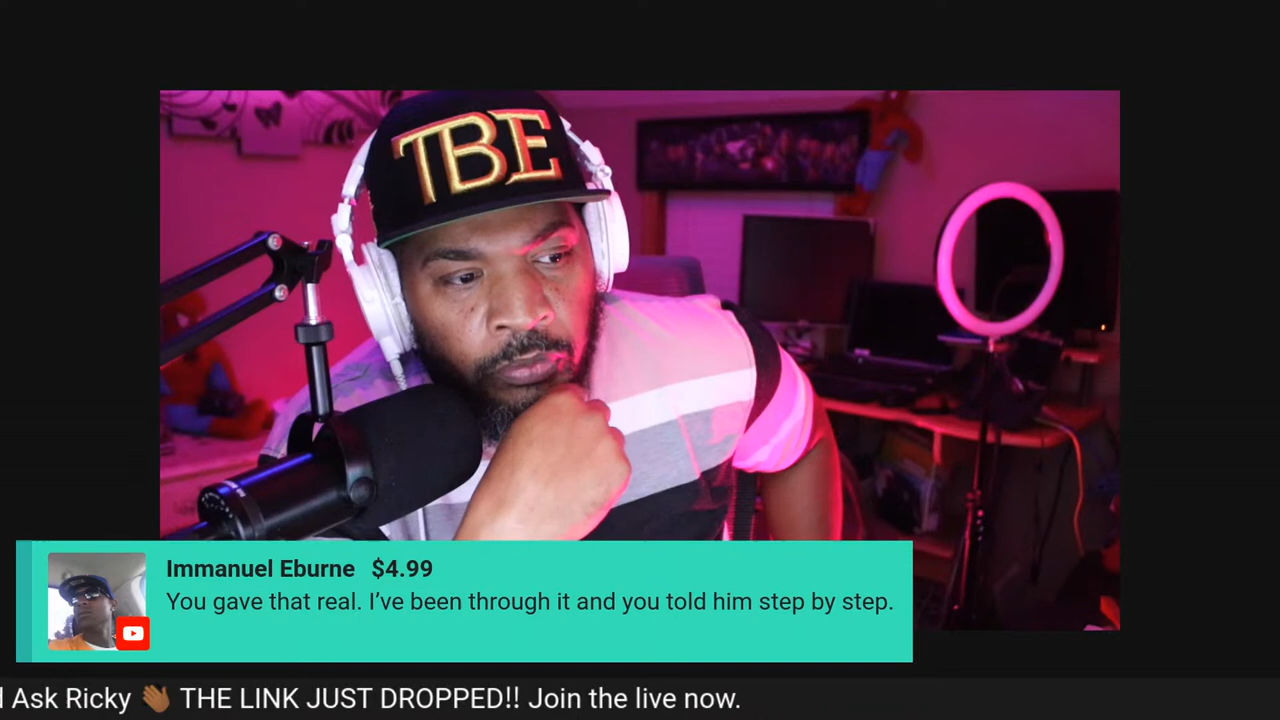 TBE
Immanuel Eburne $4.99
You gave that real. I’ve been through it and you told him step by step.
Ask Ricky 👋🏾 THE LINK JUST DROPPED!! Join the live now.